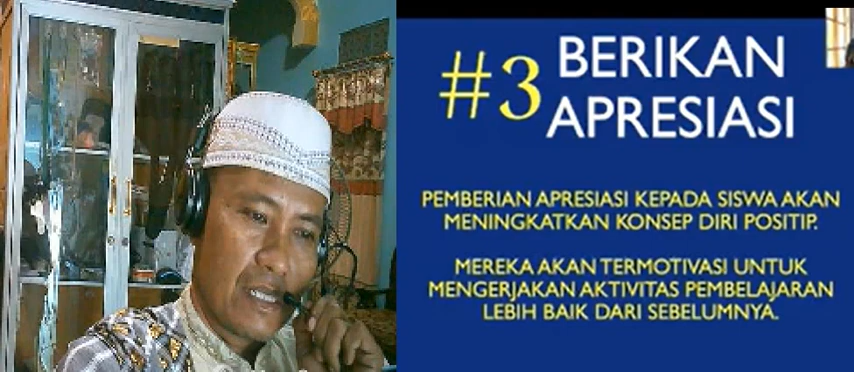 #3 BERIKAN
APRESIASI
PEMBERIAN APRESIASI KEPADA SISWA AKAN
MENINGKATKAN KONSEP DIRI POSITIP.
MEREKA AKAN TERMOTIVASI UNTUK
MENGERJAKAN AKTIVITAS PEMBELAJARAN
LEBIH BAIK DARI SEBELUMNYA.